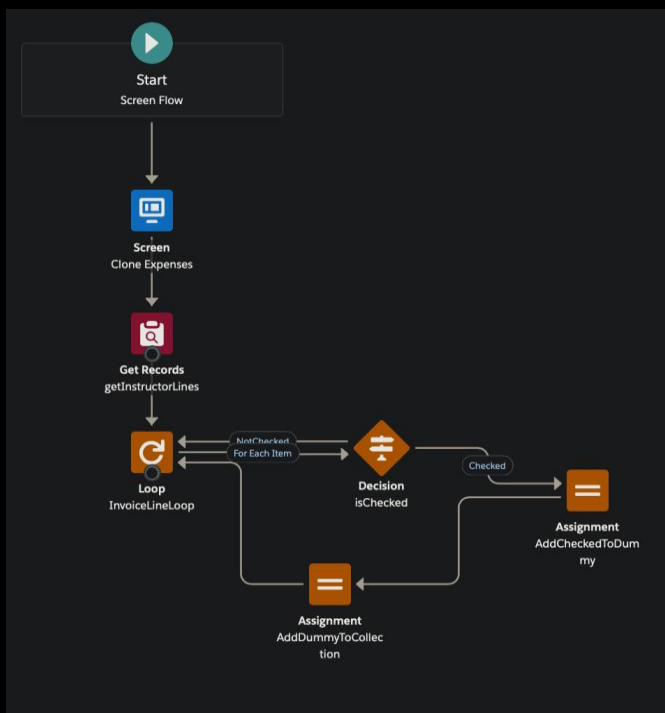 Start
Screen Flow
Screen
Clone Expenses
Get Records
getInstructorLines
NotChecked
For Each Item
Loop
InvoiceLineLoop
Decision
isChecked
Checked
Assignment
AddCheckedToDum
my
Assignment
AddDummyToCollec
tion